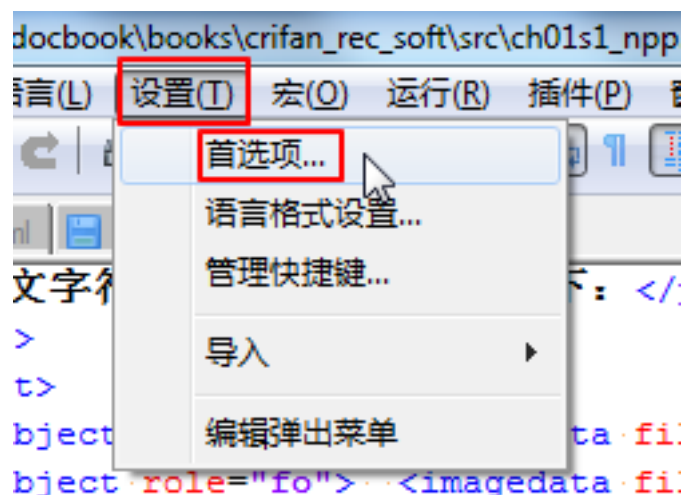 docbook\books\crifan_rec_soft\src\ch01s1_npp
语言(L) 设置(T) 宏(O) 运行(R) 插件(P)
首选项...
语言格式设置...
管理快捷键...
文字符 : </
>
导入
t>
编辑弹出菜单
bject ta fil
bject role="fo"> <imagedata fil